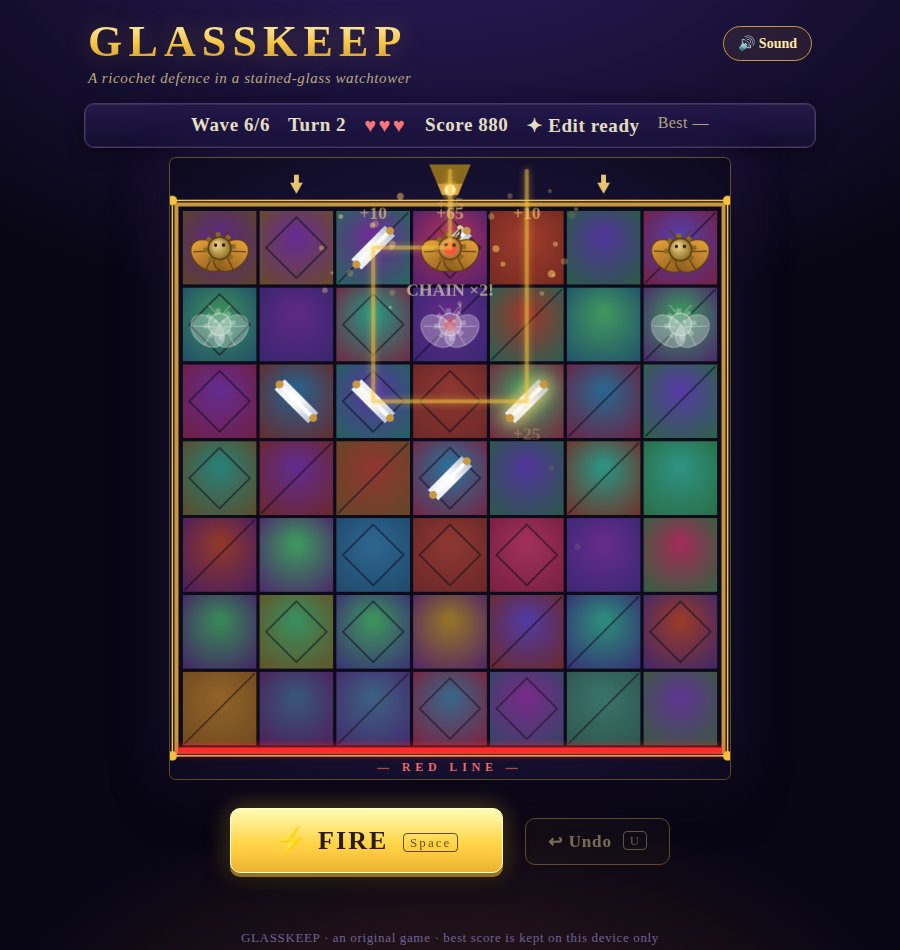 GLASSKEEP
A ricochet defence in a stained-glass watchtower
🔊 Sound
Wave 6/6 Turn 2 ♥♥♥ Score 880 ✦ Edit ready Best —
+10 +65 +10
CHAIN ×2!
+25
— RED LINE —
⚡ FIRE Space ↩ Undo U
GLASSKEEP · an original game · best score is kept on this device only